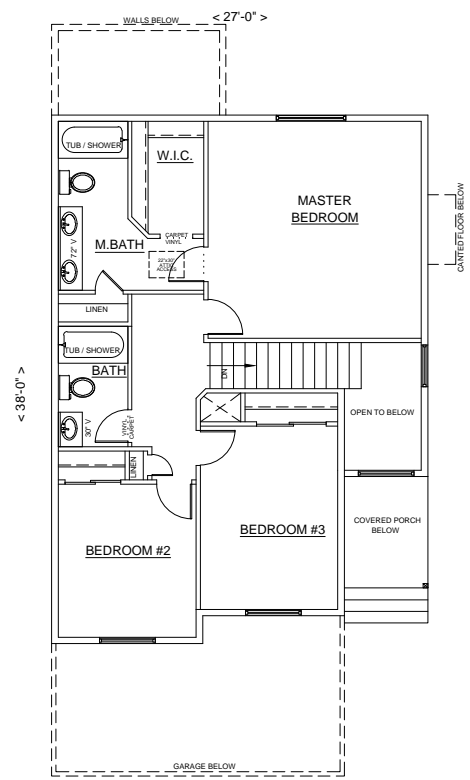 WALLS BELOW
< 27'-0" >
TUB / SHOWER
W.I.C.
MASTER
BEDROOM
CANTED FLOOR BELOW
72" V
M.BATH
CARPET
VINYL
22"x30"
ATTIC
ACCESS
LINEN
TUB / SHOWER
BATH
DN
< 38'-0" >
30" V
VINYL
CARPET
OPEN TO BELOW
LINEN
COVERED PORCH
BELOW
BEDROOM #3
BEDROOM #2
GARAGE BELOW